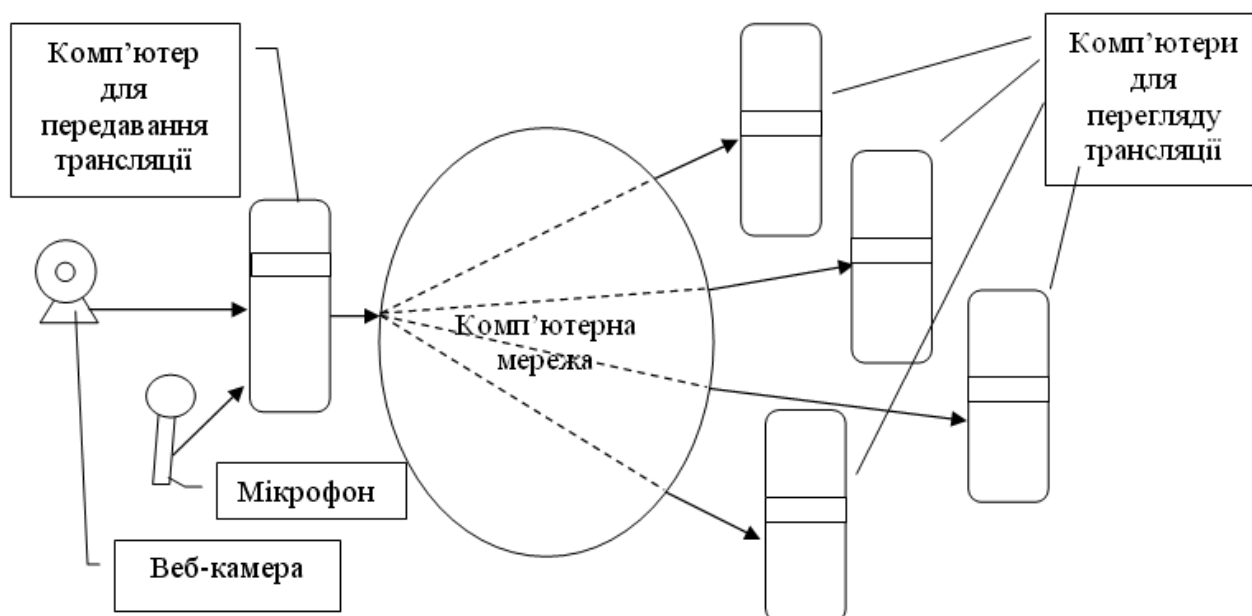 Комп’ютер
для
передавання
трансляції
Комп’ютери
для
перегляду
трансляції
Комп’ютерна
мережа
Мікрофон
Веб-камера